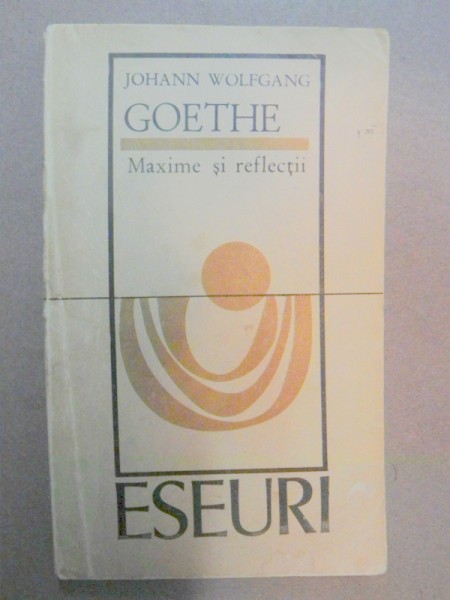 JOHANN WOLFGANG
GOETHE
Maxime și reflecții
ESEURI